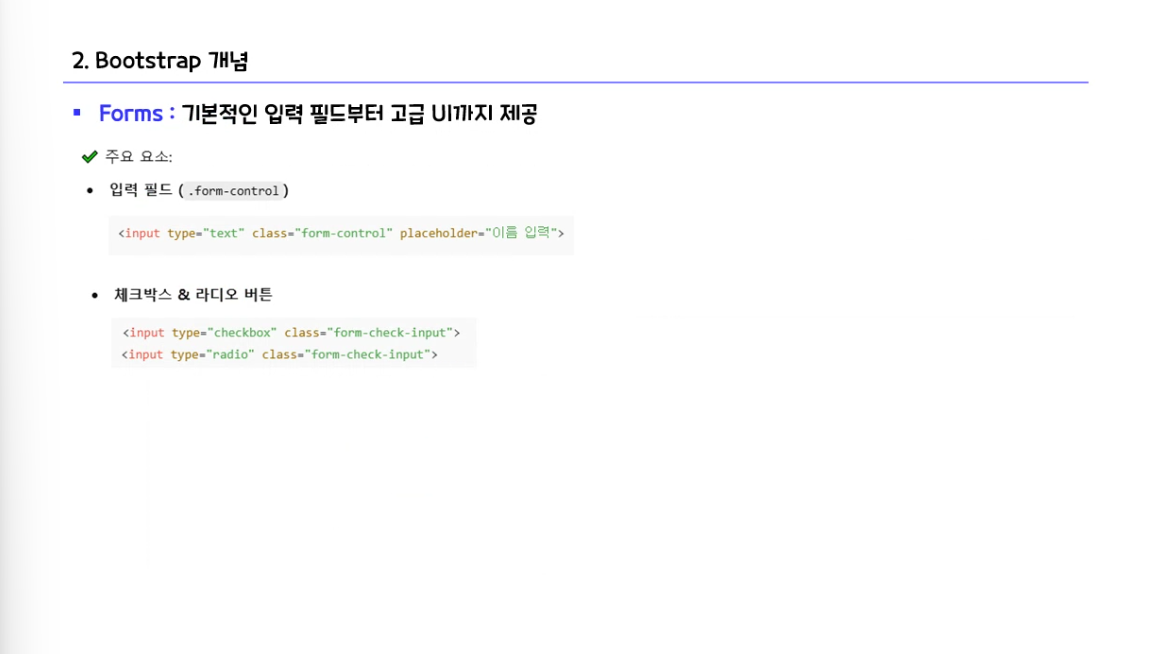 2. Bootstrap 개념
▪ Forms : 기본적인 입력 필드부터 고급 UI까지 제공
✔ 주요 요소:
• 입력 필드 (.form-control)
<input type="text" class="form-control" placeholder="이름 입력">
• 체크박스 & 라디오 버튼
<input type="checkbox" class="form-check-input">
<input type="radio" class="form-check-input">